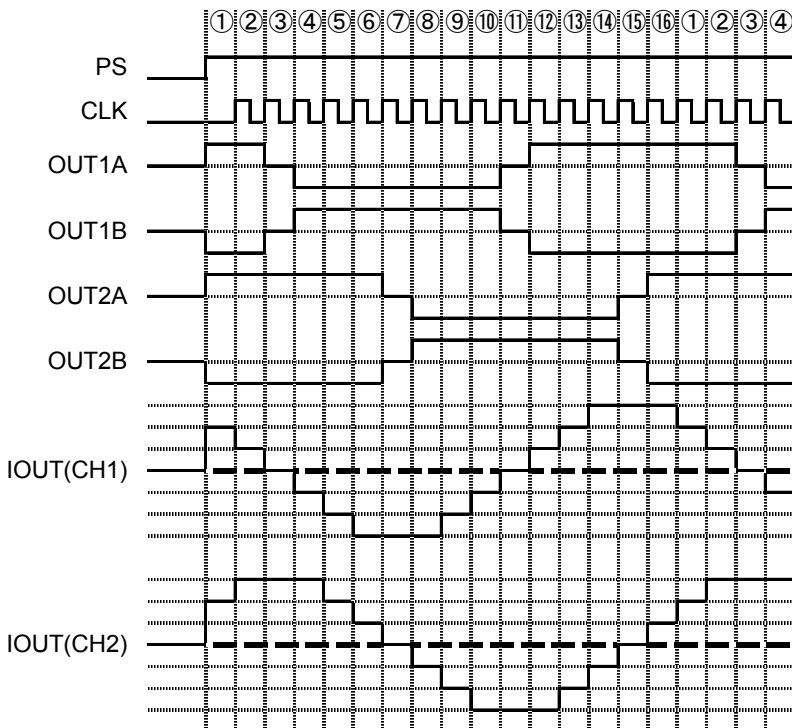 ①②③④⑤⑥⑦⑧⑨⑩⑪⑫⑬⑭⑮⑯①②③④
PS
CLK
OUT1A
OUT1B
OUT2A
OUT2B
IOUT(CH1)
IOUT(CH2)